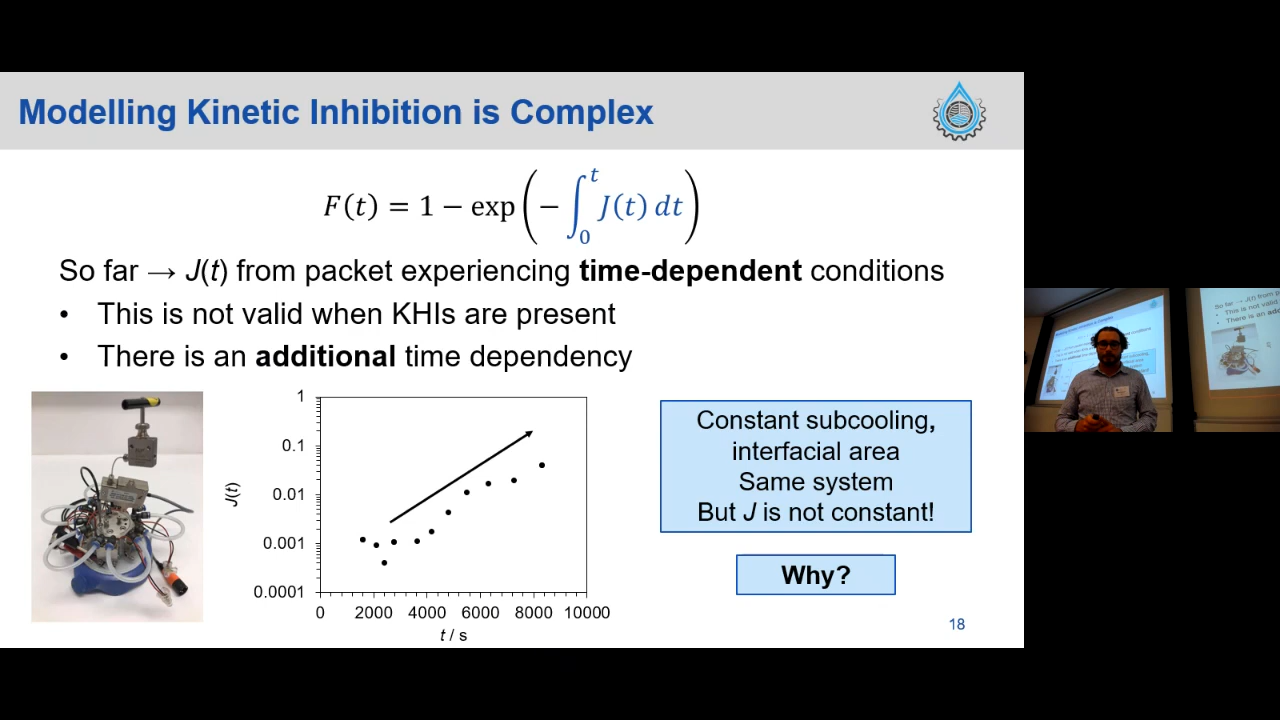 Modelling Kinetic Inhibition is Complex
F(t) = 1 − exp(−∫₀ᵗ J(t) dt)
So far → J(t) from packet experiencing time-dependent conditions
• This is not valid when KHIs are present
• There is an additional time dependency
1
0.1
0.01
0.001
0.0001
J(t)
0 2000 4000 6000 8000 10000
t / s
Constant subcooling,
interfacial area
Same system
But J is not constant!
Why?
18